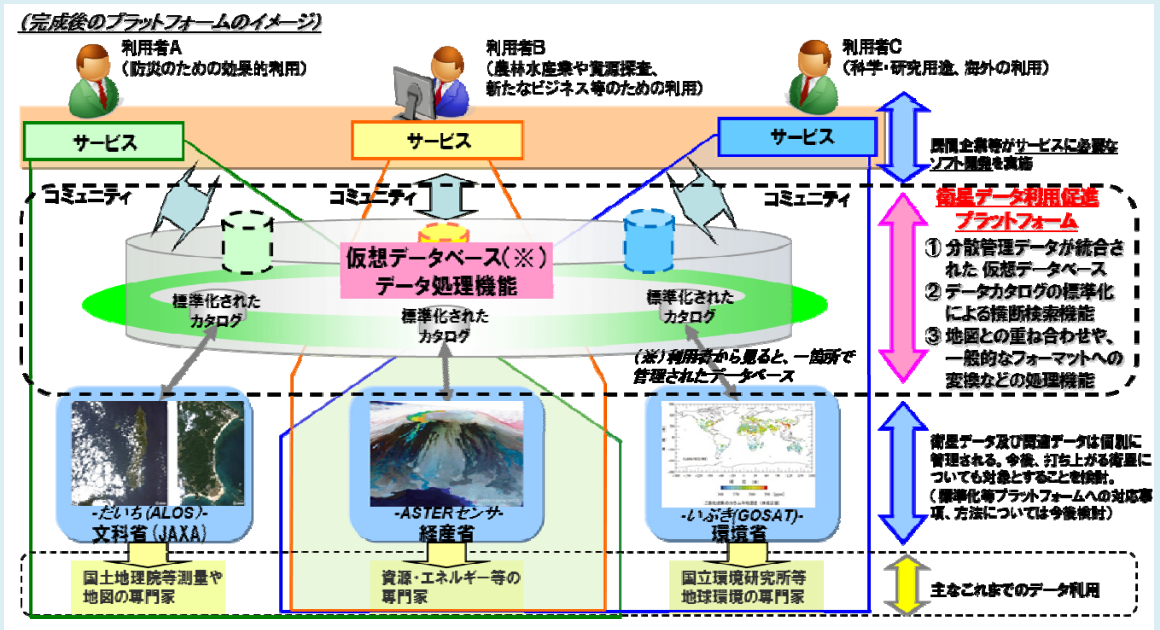 (完成後のプラットフォームのイメージ)
利用者A
(防災のための効果的利用)
利用者B
(農林水産業や資源探査、
新たなビジネス等のための利用)
利用者C
(科学・研究用途、海外の利用)
サービス
サービス
サービス
民間企業等がサービスに必要な
ソフト開発を実施
コミュニティ
コミュニティ
コミュニティ
衛星データ利用促進
プラットフォーム
① 分散管理データが統合さ
れた 仮想データベース
② データカタログの標準化
による横断検索機能
③ 地図との重ね合わせや、
一般的なフォーマットへの
変換などの処理機能
仮想データベース(※)
データ処理機能
標準化された
カタログ
標準化された
カタログ
標準化された
カタログ
(※)利用者から見ると、一箇所で
管理されたデータベース
-だいち(ALOS)-
文科省(JAXA)
-ASTERセンサ-
経産省
-いぶき(GOSAT)-
環境省
衛星データ及び関連データは個別に
管理される。今後、打ち上がる衛星に
ついても対象とすることを検討。
(標準化等プラットフォームへの対応事
項、方法については今後検討)
国土地理院等測量や
地図の専門家
資源・エネルギー等の
専門家
国立環境研究所等
地球環境の専門家
主なこれまでのデータ利用